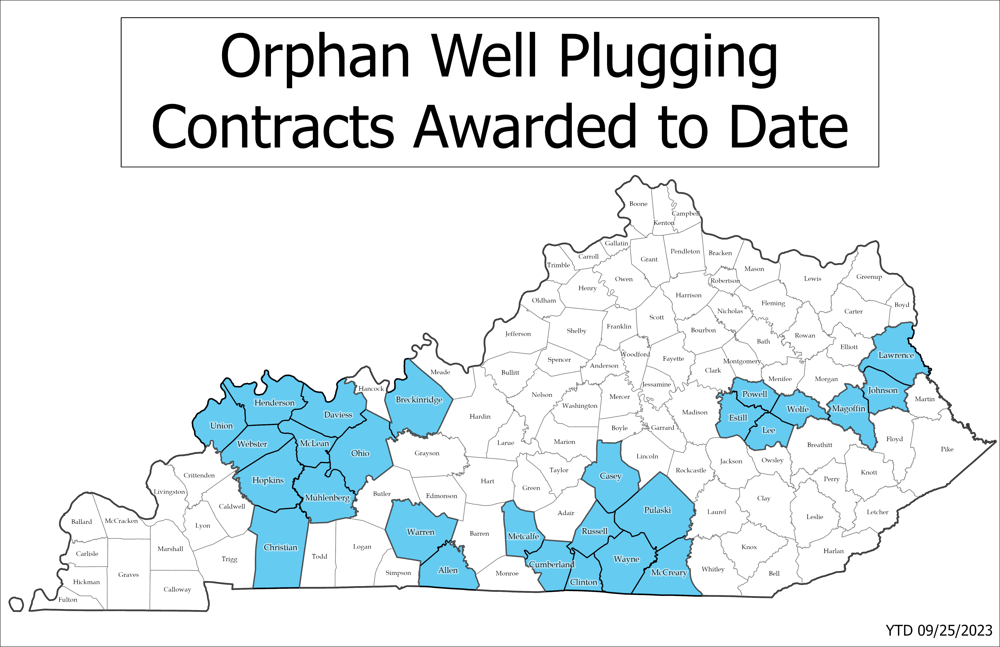 Orphan Well Plugging
Contracts Awarded to Date
Boone
Campbell
Kenton
Gallatin
Carroll
Trimble
Grant
Pendleton
Bracken
Mason
Robertson
Lewis
Greenup
Owen
Henry
Oldham
Harrison
Fleming
Nicholas
Carter
Boyd
Scott
Franklin
Shelby
Jefferson
Bourbon
Bath
Rowan
Elliott
Lawrence
Woodford
Fayette
Spencer
Anderson
Montgomery
Clark
Bullitt
Meade
Menifee
Morgan
Jessamine
Hancock
Johnson
Powell
Nelson
Mercer
Martin
Breckinridge
Henderson
Washington
Wolfe
Magoffin
Madison
Daviess
Hardin
Estill
Union
Boyle
Garrard
Lee
Webster
McLean
Larue
Marion
Floyd
Breathitt
Pike
Ohio
Grayson
Lincoln
Jackson
Owsley
Taylor
Rockcastle
Knott
Crittenden
Casey
Perry
Hopkins
Hart
Green
Livingston
Butler
Edmonson
Muhlenberg
Clay
Caldwell
Pulaski
Laurel
Leslie
Letcher
Adair
Ballard
McCracken
Lyon
Warren
Barren
Metcalfe
Russell
Christian
Logan
Marshall
Knox
Harlan
Carlisle
Todd
Trigg
Wayne
Cumberland
Allen
Simpson
Monroe
McCreary
Whitley
Bell
Graves
Hickman
Clinton
Calloway
Fulton
YTD 09/25/2023